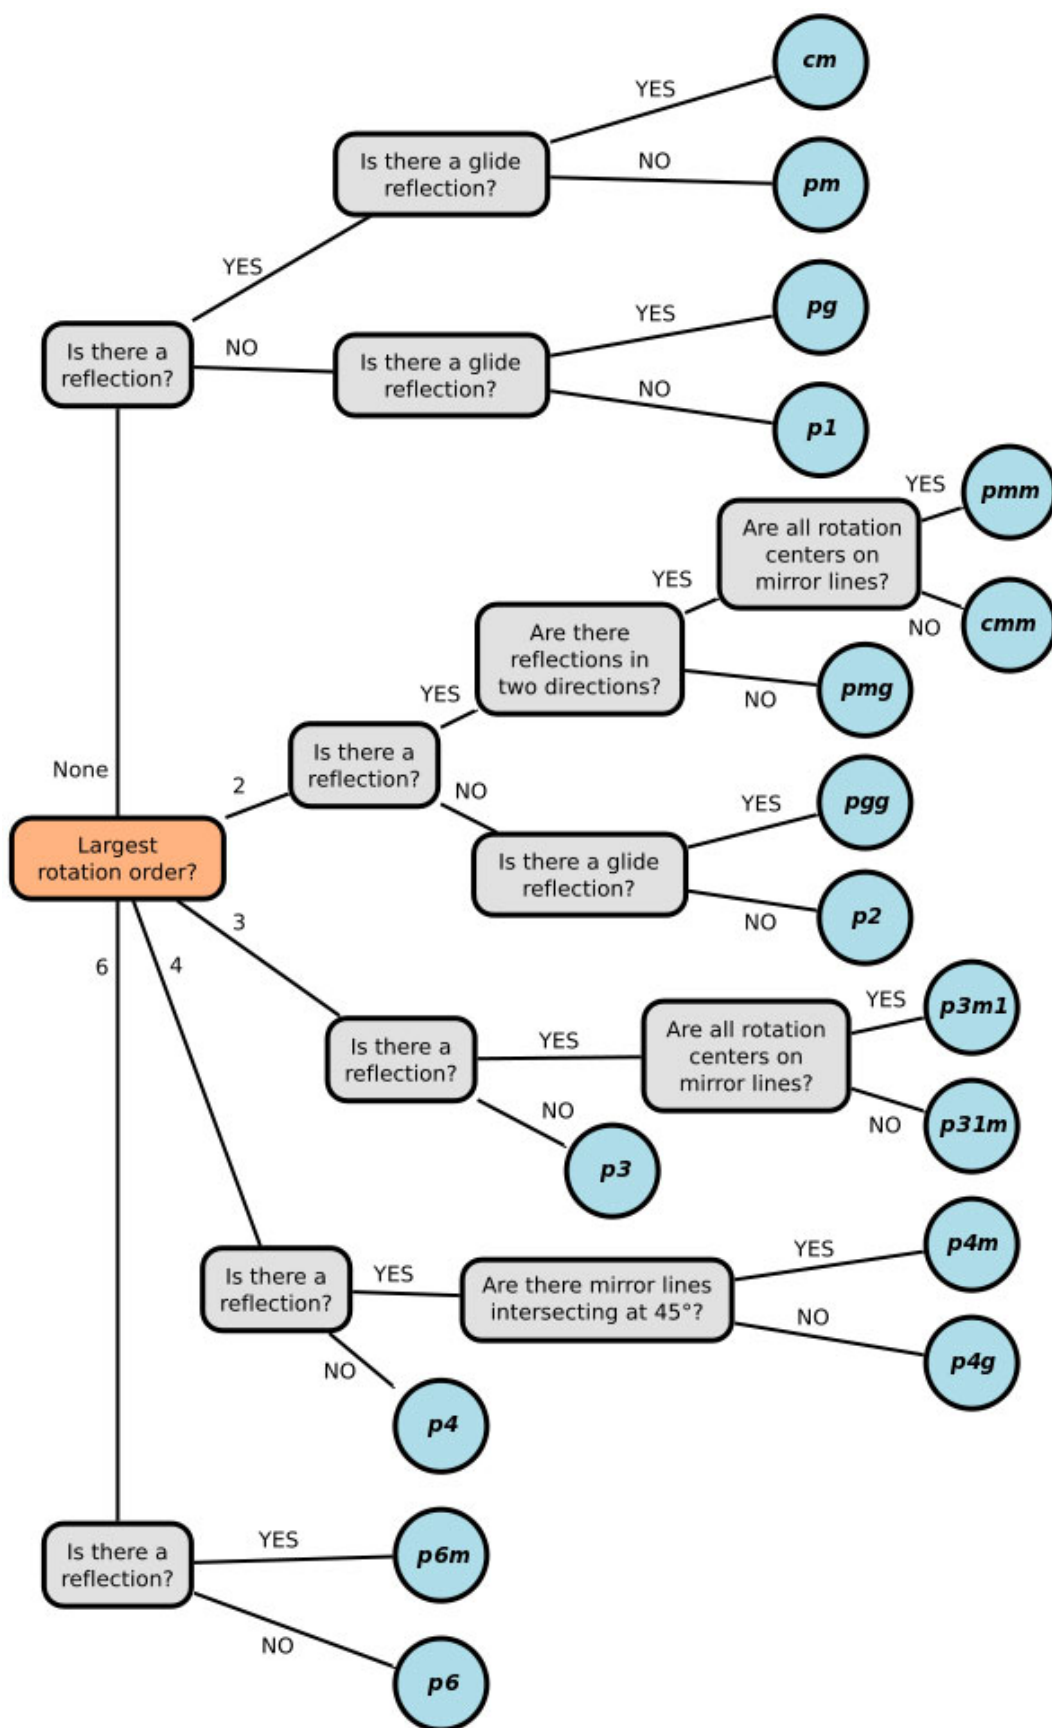 cm
YES
Is there a glide
reflection?
NO
pm
YES
Is there a
reflection?
NO
Is there a glide
reflection?
YES
pg
NO
p1
YES
pmm
Are all rotation
centers on
mirror lines?
YES
NO
cmm
Are there
reflections in
two directions?
YES
NO
pmg
Is there a
reflection?
None
2
NO
YES
pgg
Largest
rotation order?
Is there a glide
reflection?
NO
p2
3
6
4
YES
p3m1
Are all rotation
centers on
mirror lines?
Is there a
reflection?
YES
NO
p31m
NO
p3
YES
p4m
Is there a
reflection?
YES
Are there mirror lines
intersecting at 45°?
NO
p4g
NO
p4
Is there a
reflection?
YES
p6m
NO
p6